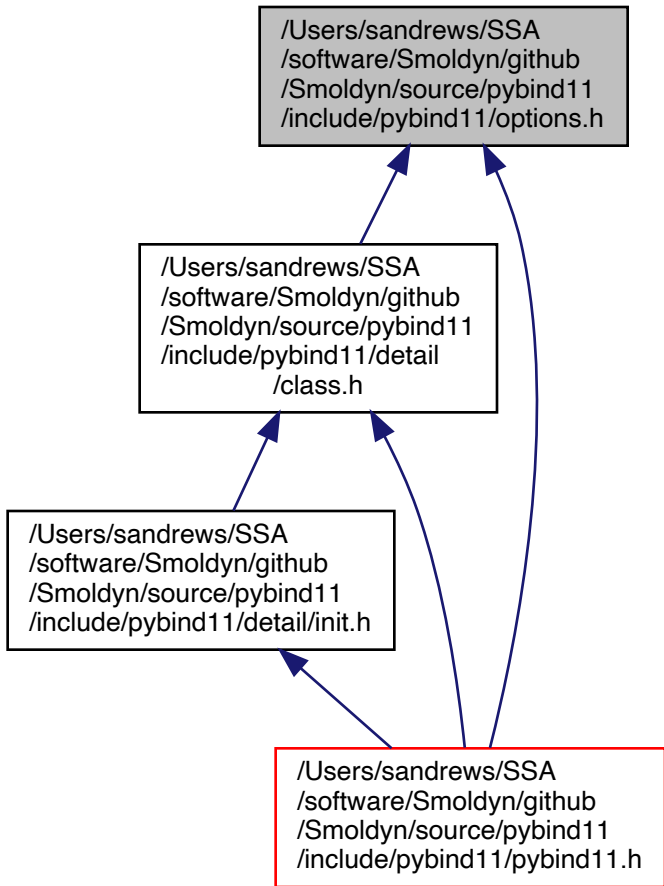 /Users/sandrews/SSA
/software/Smoldyn/github
/Smoldyn/source/pybind11
/include/pybind11/options.h
/Users/sandrews/SSA
/software/Smoldyn/github
/Smoldyn/source/pybind11
/include/pybind11/detail
/class.h
/Users/sandrews/SSA
/software/Smoldyn/github
/Smoldyn/source/pybind11
/include/pybind11/detail/init.h
/Users/sandrews/SSA
/software/Smoldyn/github
/Smoldyn/source/pybind11
/include/pybind11/pybind11.h